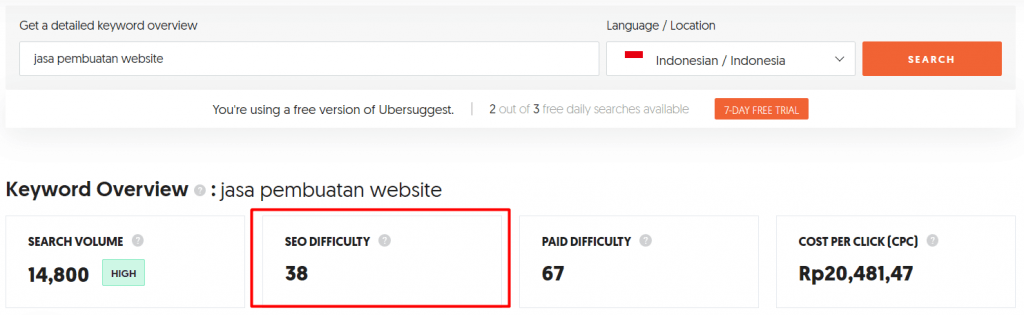 Get a detailed keyword overview
Language / Location
jasa pembuatan website
Indonesian / Indonesia
SEARCH
You're using a free version of Ubersuggest.
2 out of 3 free daily searches available
7-DAY FREE TRIAL
Keyword Overview ? : jasa pembuatan website
SEARCH VOLUME ?
14,800 HIGH
SEO DIFFICULTY ?
38
PAID DIFFICULTY ?
67
COST PER CLICK (CPC) ?
Rp20,481,47